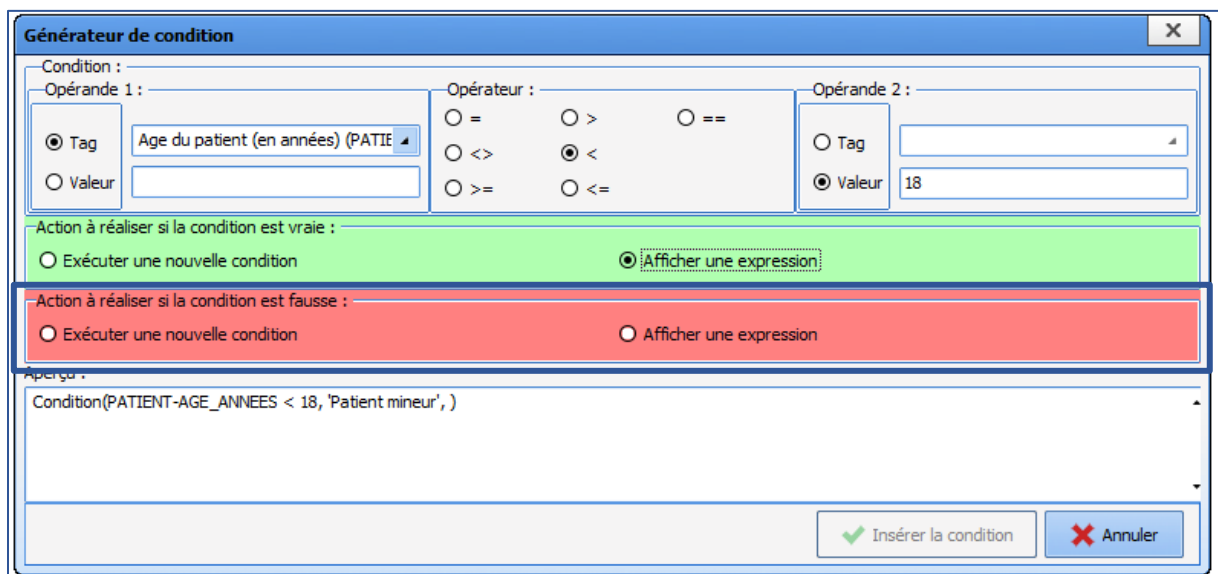 Générateur de condition
Condition :
Opérande 1 : Opérateur : Opérande 2 :
= > ==
Tag Age du patient (en années) (PATIE Tag
<> <
Valeur Valeur 18
>= <=
Action à réaliser si la condition est vraie :
Exécuter une nouvelle condition Afficher une expression
Action à réaliser si la condition est fausse :
Exécuter une nouvelle condition Afficher une expression
Aperçu :
Condition(PATIENT-AGE_ANNEES < 18, 'Patient mineur', )
Insérer la condition Annuler